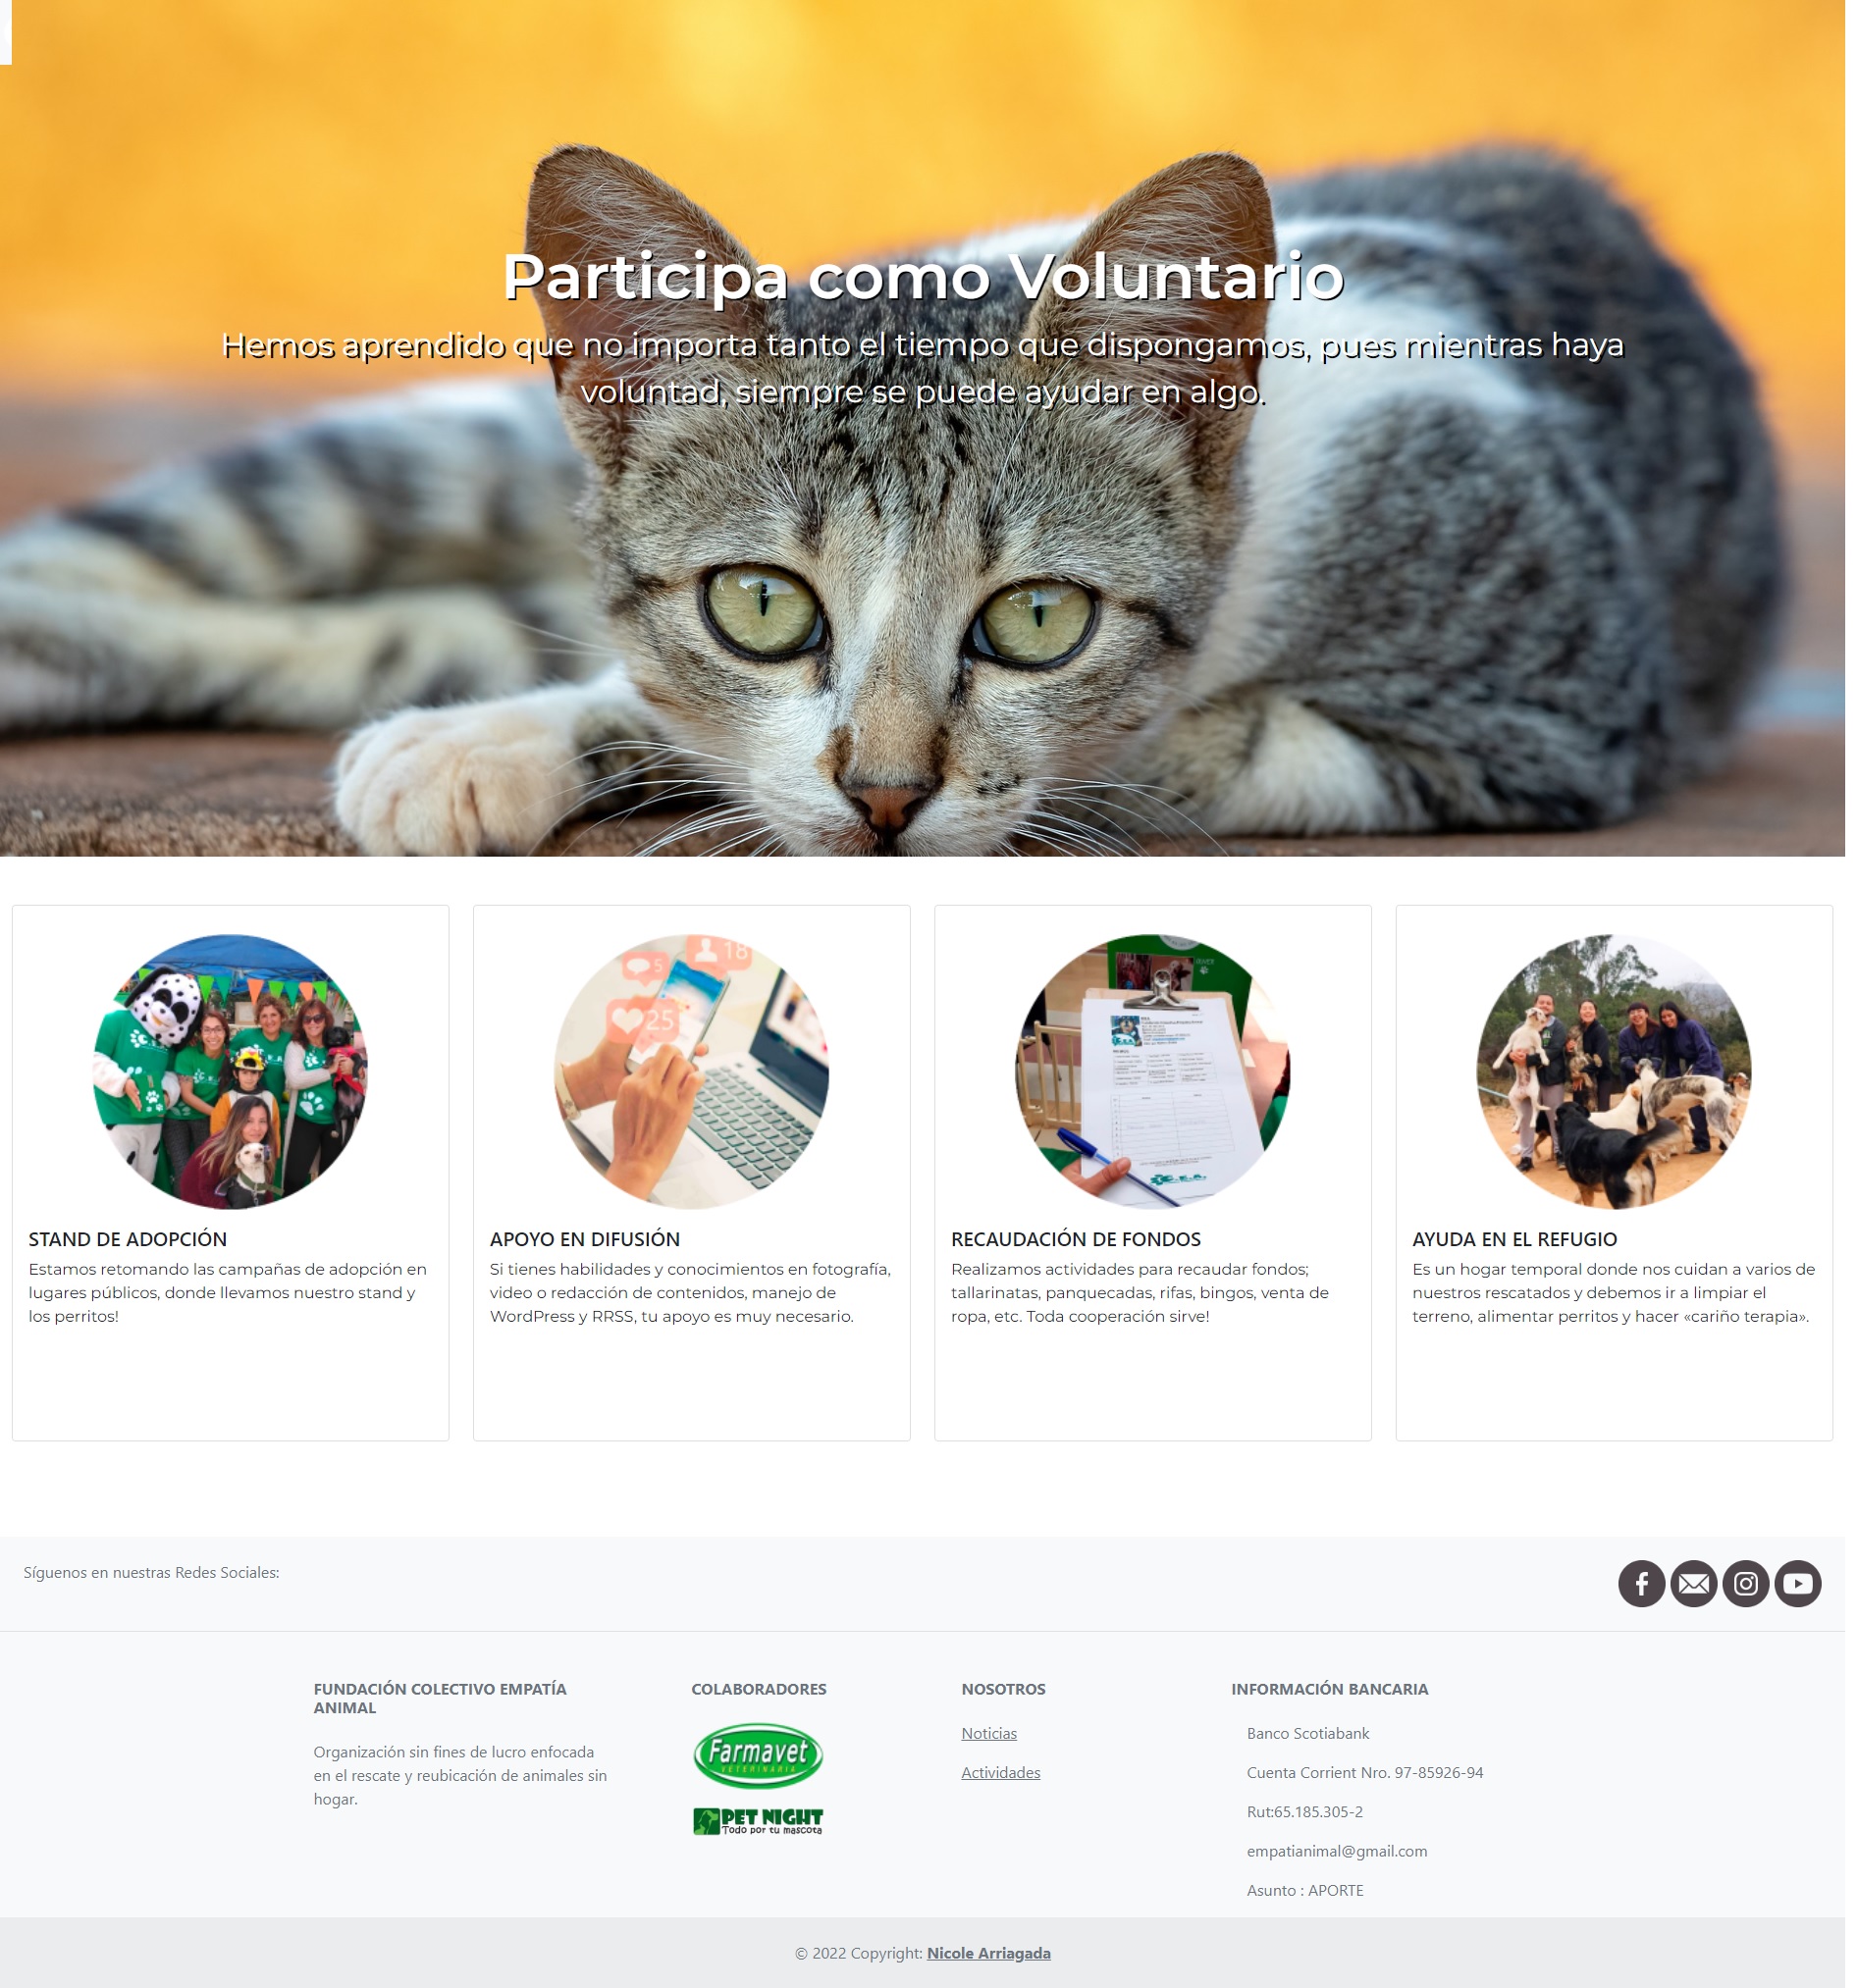 Participa como Voluntario
Hemos aprendido que no importa tanto el tiempo que dispongamos, pues mientras haya
voluntad, siempre se puede ayudar en algo.
5
18
25
C.E.A.
STAND DE ADOPCIÓN
Estamos retomando las campañas de adopción en
lugares públicos, donde llevamos nuestro stand y
los perritos!
APOYO EN DIFUSIÓN
Si tienes habilidades y conocimientos en fotografía,
video o redacción de contenidos, manejo de
WordPress y RRSS, tu apoyo es muy necesario.
RECAUDACIÓN DE FONDOS
Realizamos actividades para recaudar fondos;
tallarinatas, panquecadas, rifas, bingos, venta de
ropa, etc. Toda cooperación sirve!
AYUDA EN EL REFUGIO
Es un hogar temporal donde nos cuidan a varios de
nuestros rescatados y debemos ir a limpiar el
terreno, alimentar perritos y hacer «cariño terapia».
Síguenos en nuestras Redes Sociales:
FUNDACIÓN COLECTIVO EMPATÍA
ANIMAL
Organización sin fines de lucro enfocada
en el rescate y reubicación de animales sin
hogar.
COLABORADORES
Farmavet
VETERINARIA
PET NIGHT
Todo por tu mascota
NOSOTROS
Noticias
Actividades
INFORMACIÓN BANCARIA
Banco Scotiabank
Cuenta Corrient Nro. 97-85926-94
Rut:65.185.305-2
empatianimal@gmail.com
Asunto : APORTE
© 2022 Copyright: Nicole Arriagada